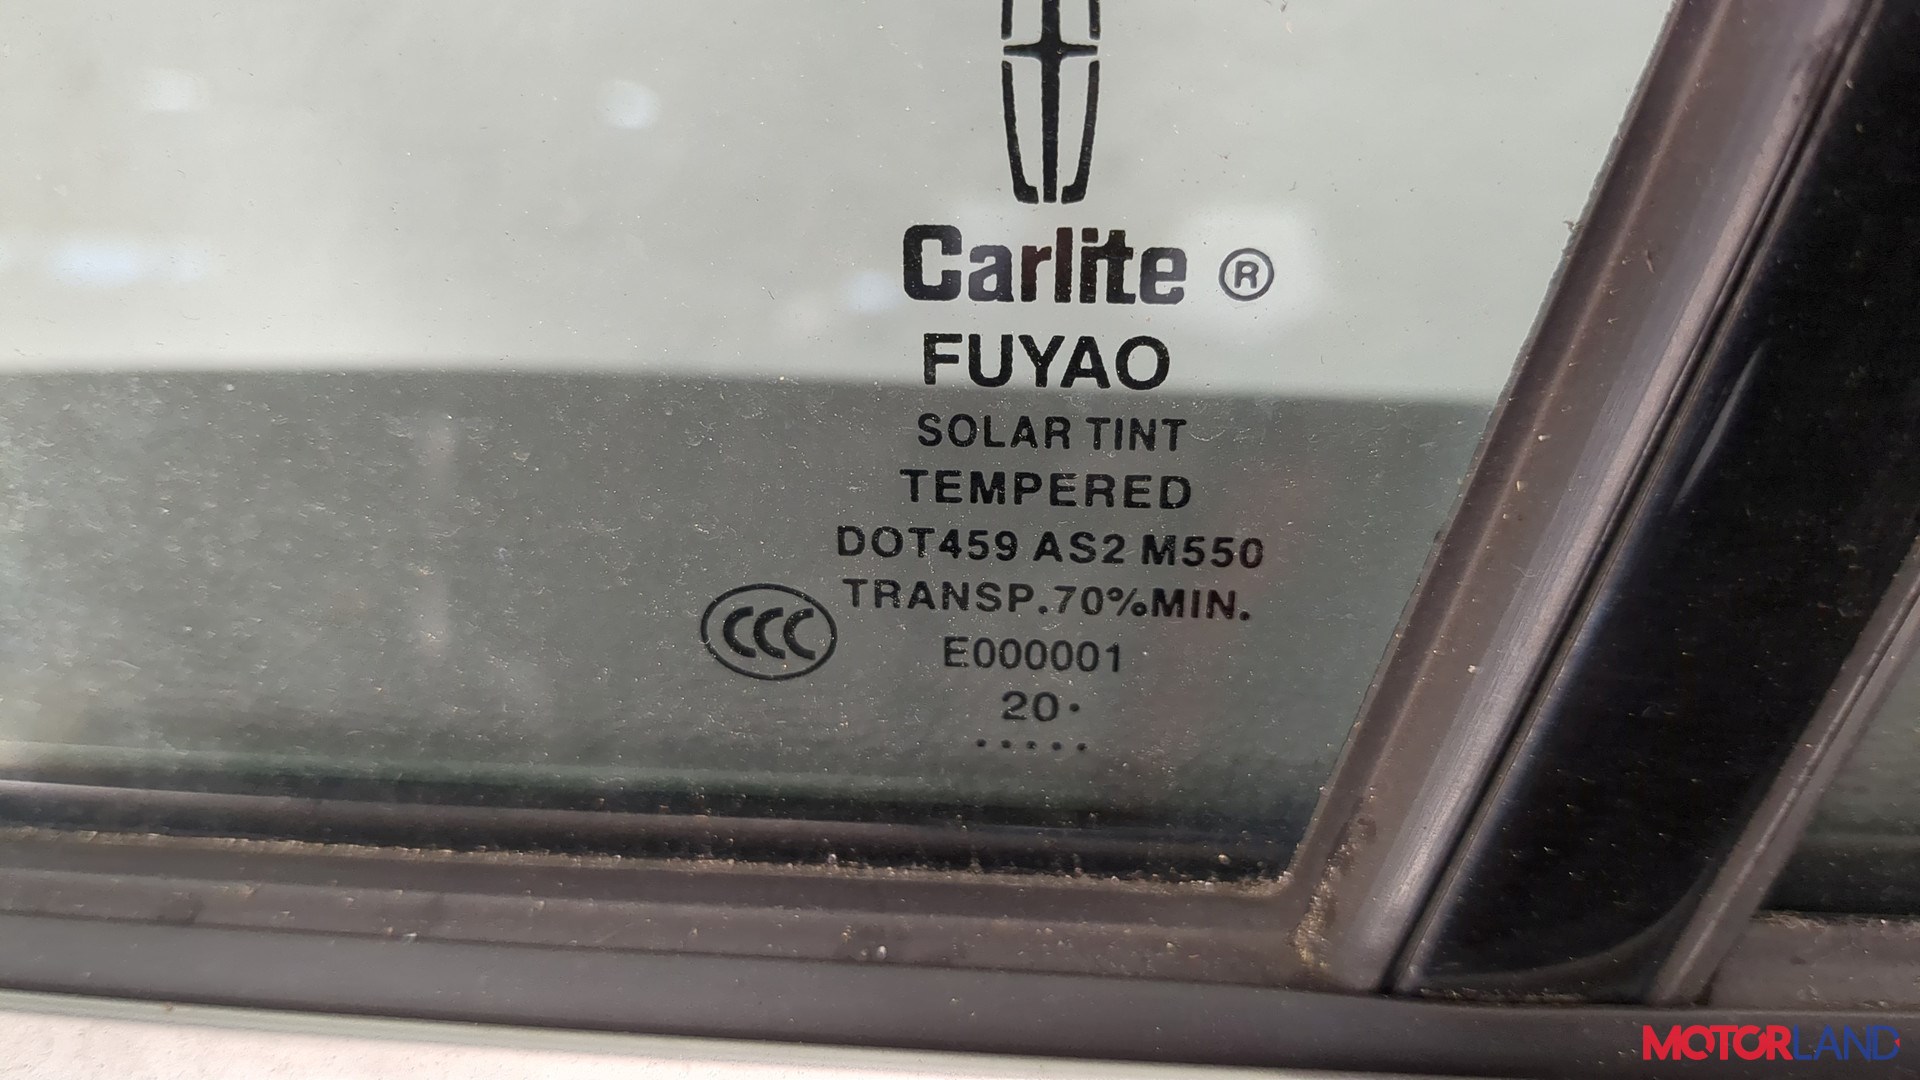 Carlite ®
FUYAO
SOLAR TINT
TEMPERED
DOT459 AS2 M550
TRANSP.70%MIN.
CCC
E000001
20·
·····
MOTORLAND